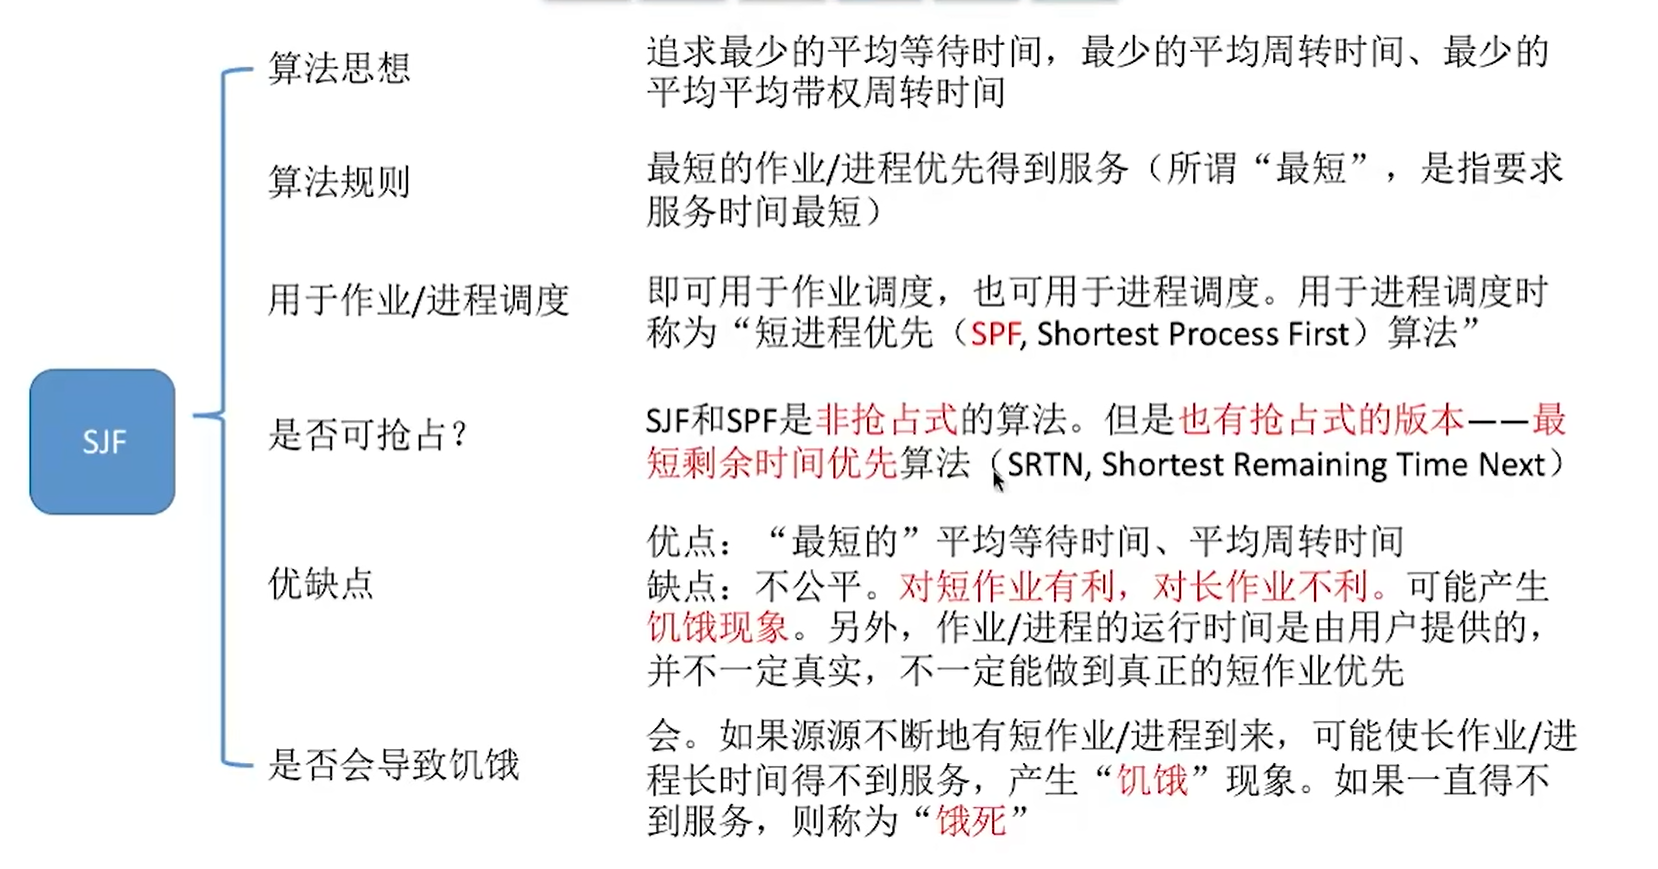 算法思想
追求最少的平均等待时间，最少的平均周转时间、最少的
平均平均带权周转时间
算法规则
最短的作业/进程优先得到服务（所谓“最短”，是指要求
服务时间最短）
用于作业/进程调度
即可用于作业调度，也可用于进程调度。用于进程调度时
称为“短进程优先（SPF, Shortest Process First）算法”
SJF
是否可抢占？
SJF和SPF是非抢占式的算法。但是也有抢占式的版本——最
短剩余时间优先算法（SRTN, Shortest Remaining Time Next）
优缺点
优点：“最短的”平均等待时间、平均周转时间
缺点：不公平。对短作业有利，对长作业不利。可能产生
饥饿现象。另外，作业/进程的运行时间是由用户提供的，
并不一定真实，不一定能做到真正的短作业优先
是否会导致饥饿
会。如果源源不断地有短作业/进程到来，可能使长作业/进
程长时间得不到服务，产生“饥饿”现象。如果一直得不
到服务，则称为“饿死”